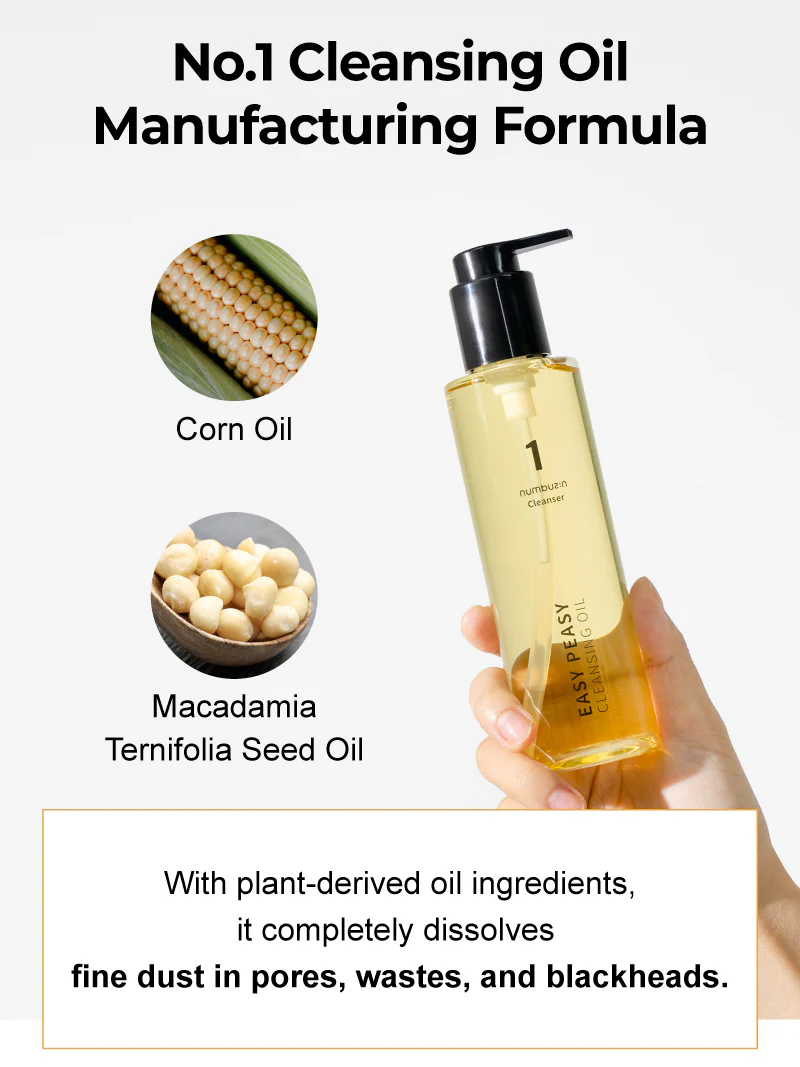 No.1 Cleansing Oil
Manufacturing Formula
Corn Oil
Macadamia
Ternifolia Seed Oil
1
numbuz:n
Cleanser
EASY PEASY
CLEANSING OIL
With plant-derived oil ingredients,
it completely dissolves
fine dust in pores, wastes, and blackheads.